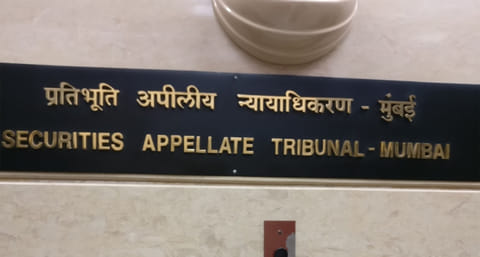 प्रतिभूति अपीलीय न्यायाधिकरण - मुंबई
SECURITIES APPELLATE TRIBUNAL - MUMBAI